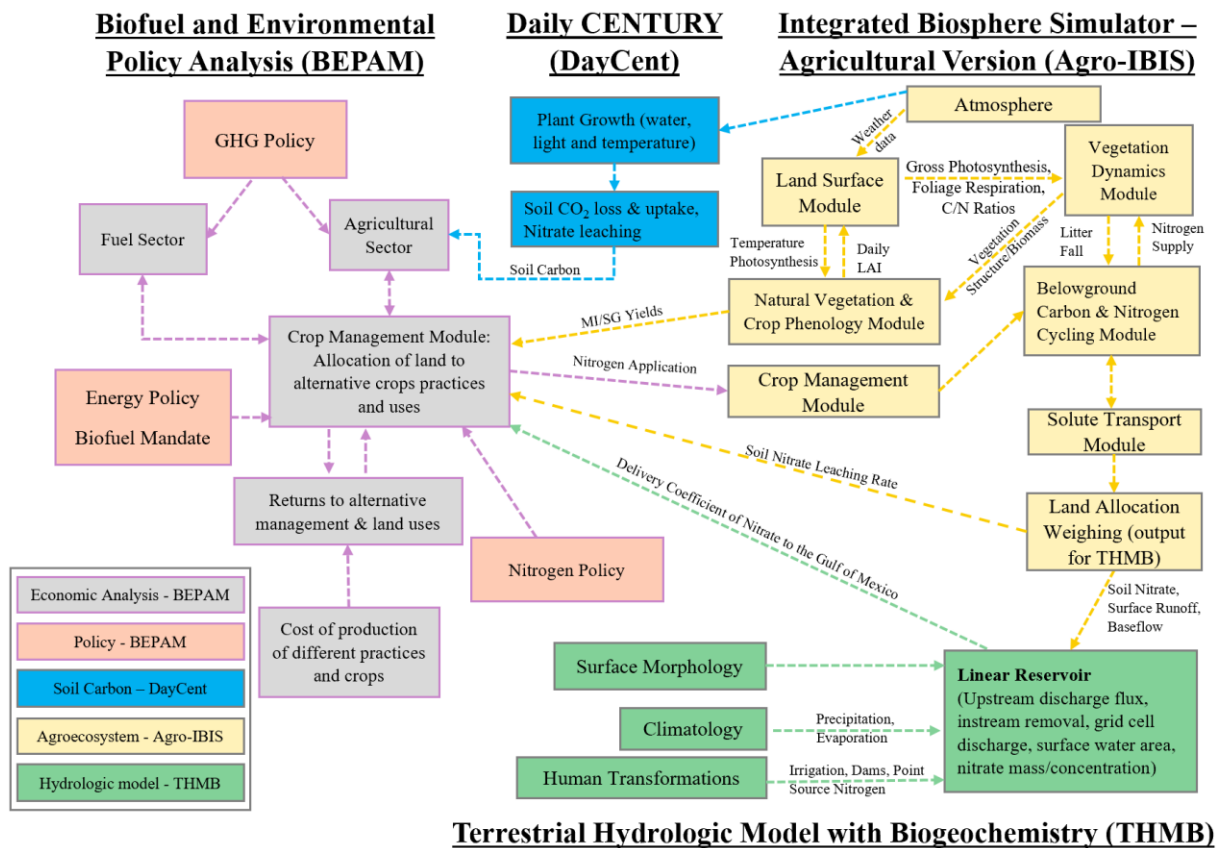 Biofuel and Environmental
Policy Analysis (BEPAM)
Daily CENTURY
(DayCent)
Integrated Biosphere Simulator –
Agricultural Version (Agro-IBIS)
GHG Policy
Fuel Sector
Agricultural
Sector
Plant Growth (water,
light and temperature)
Soil CO₂ loss & uptake,
Nitrate leaching
Soil Carbon
Atmosphere
Weather
data
Land Surface
Module
Gross Photosynthesis,
Foliage Respiration,
C/N Ratios
Vegetation
Dynamics
Module
Temperature
Photosynthesis
Daily
LAI
Vegetation
Structure/Biomass
Litter
Fall
Nitrogen
Supply
Natural Vegetation &
Crop Phenology Module
Belowground
Carbon & Nitrogen
Cycling Module
MI/SG Yields
Crop Management Module:
Allocation of land to
alternative crops practices
and uses
Nitrogen Application
Crop Management
Module
Energy Policy
Biofuel Mandate
Solute Transport
Module
Soil Nitrate Leaching Rate
Delivery Coefficient of Nitrate to the Gulf of Mexico
Returns to alternative
management & land uses
Land Allocation
Weighing (output
for THMB)
Nitrogen Policy
Soil Nitrate,
Surface Runoff,
Baseflow
Cost of production
of different practices
and crops
Economic Analysis - BEPAM
Policy - BEPAM
Soil Carbon – DayCent
Agroecosystem - Agro-IBIS
Hydrologic model - THMB
Surface Morphology
Climatology
Precipitation,
Evaporation
Human Transformations
Irrigation, Dams, Point
Source Nitrogen
Linear Reservoir
(Upstream discharge flux,
instream removal, grid cell
discharge, surface water area,
nitrate mass/concentration)
Terrestrial Hydrologic Model with Biogeochemistry (THMB)